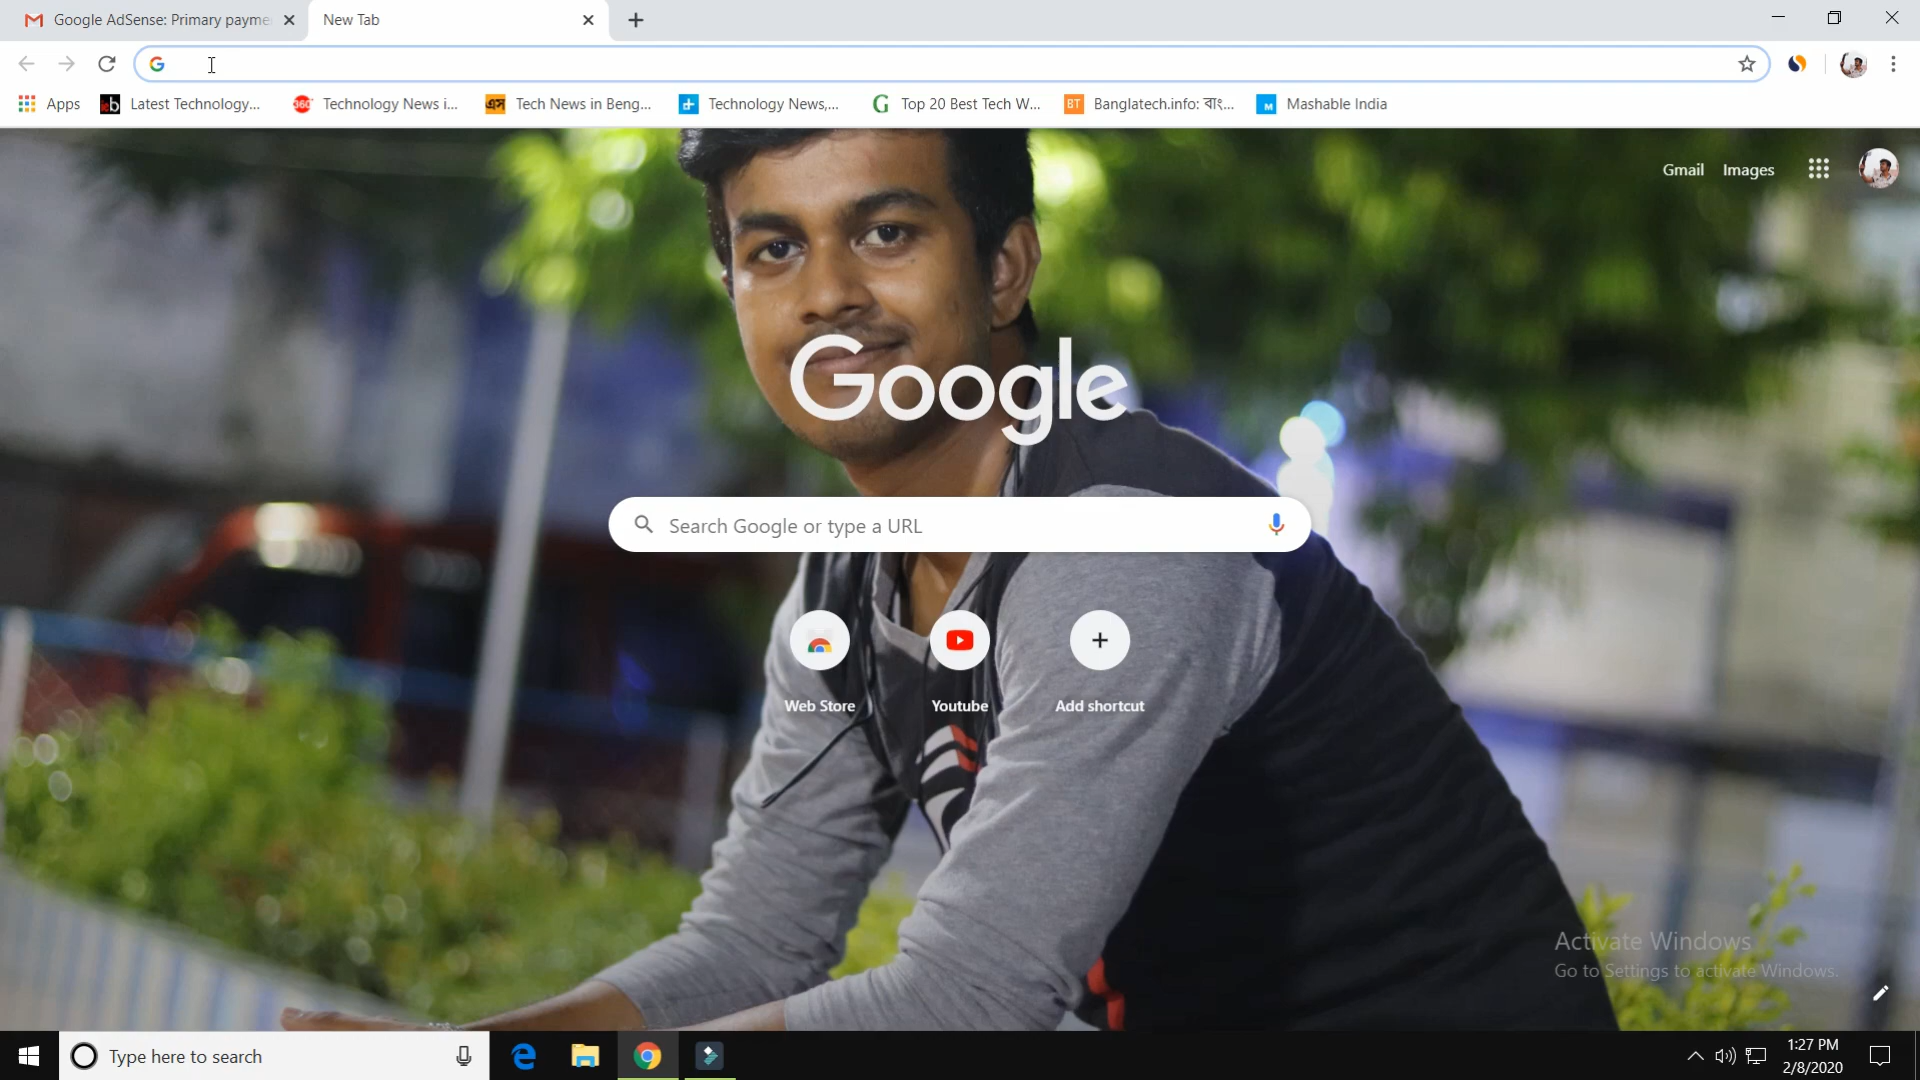 Google AdSense: Primary payme
New Tab
Apps
Latest Technology...
Technology News i...
Tech News in Beng...
Technology News,...
Top 20 Best Tech W...
Banglatech.info: বাং...
Mashable India
Gmail Images
Google
Search Google or type a URL
Web Store
Youtube
Add shortcut
Activate Windows
Go to Settings to activate Windows.
Type here to search
1:27 PM
2/8/2020